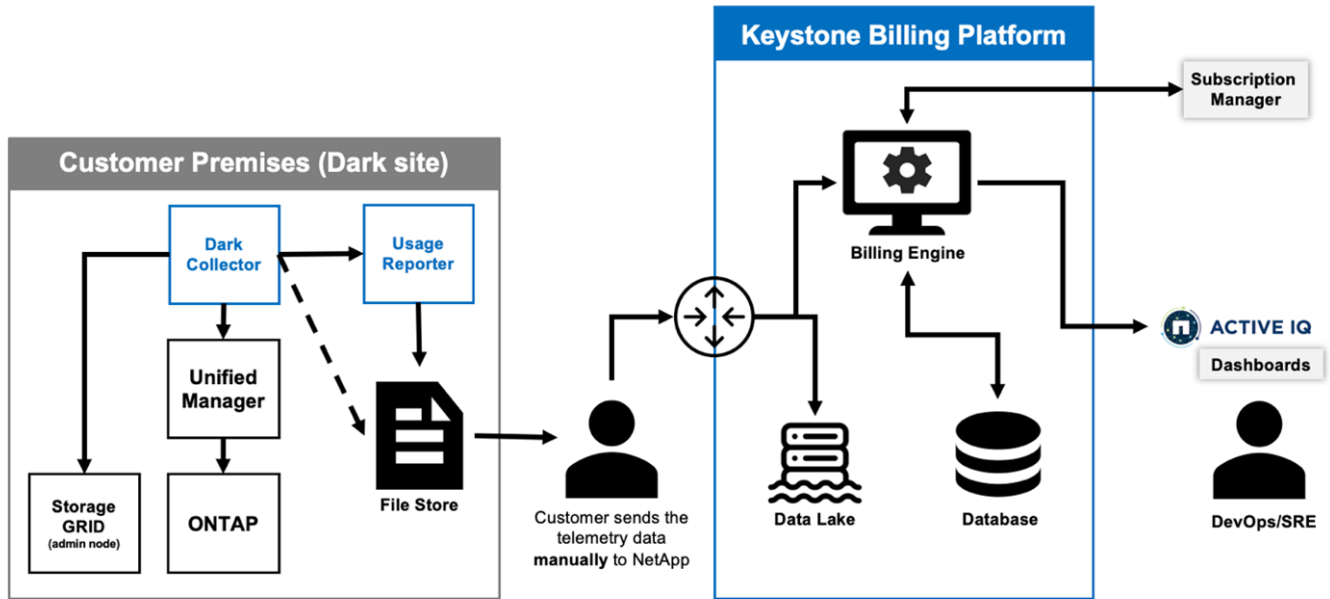 Keystone Billing Platform
Subscription
Manager
Customer Premises (Dark site)
Dark
Collector
Usage
Reporter
Billing Engine
Unified
Manager
ACTIVE IQ
Dashboards
Storage
GRID
(admin node)
ONTAP
File Store
Customer sends the
telemetry data
manually to NetApp
Data Lake
Database
DevOps/SRE